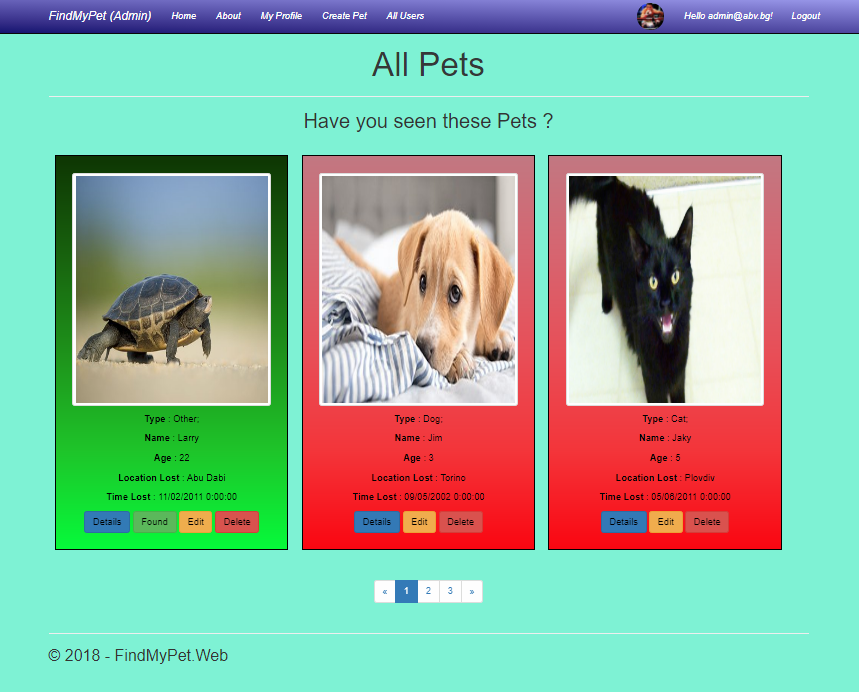 FindMyPet (Admin) Home About My Profile Create Pet All Users Hello admin@abv.bg! Logout
All Pets
Have you seen these Pets ?
Type : Other;
Name : Larry
Age : 22
Location Lost : Abu Dabi
Time Lost : 11/02/2011 0:00:00
Details Found Edit Delete
Type : Dog;
Name : Jim
Age : 3
Location Lost : Torino
Time Lost : 09/05/2002 0:00:00
Details Edit Delete
Type : Cat;
Name : Jaky
Age : 5
Location Lost : Plovdiv
Time Lost : 05/06/2011 0:00:00
Details Edit Delete
« 1 2 3 »
© 2018 - FindMyPet.Web